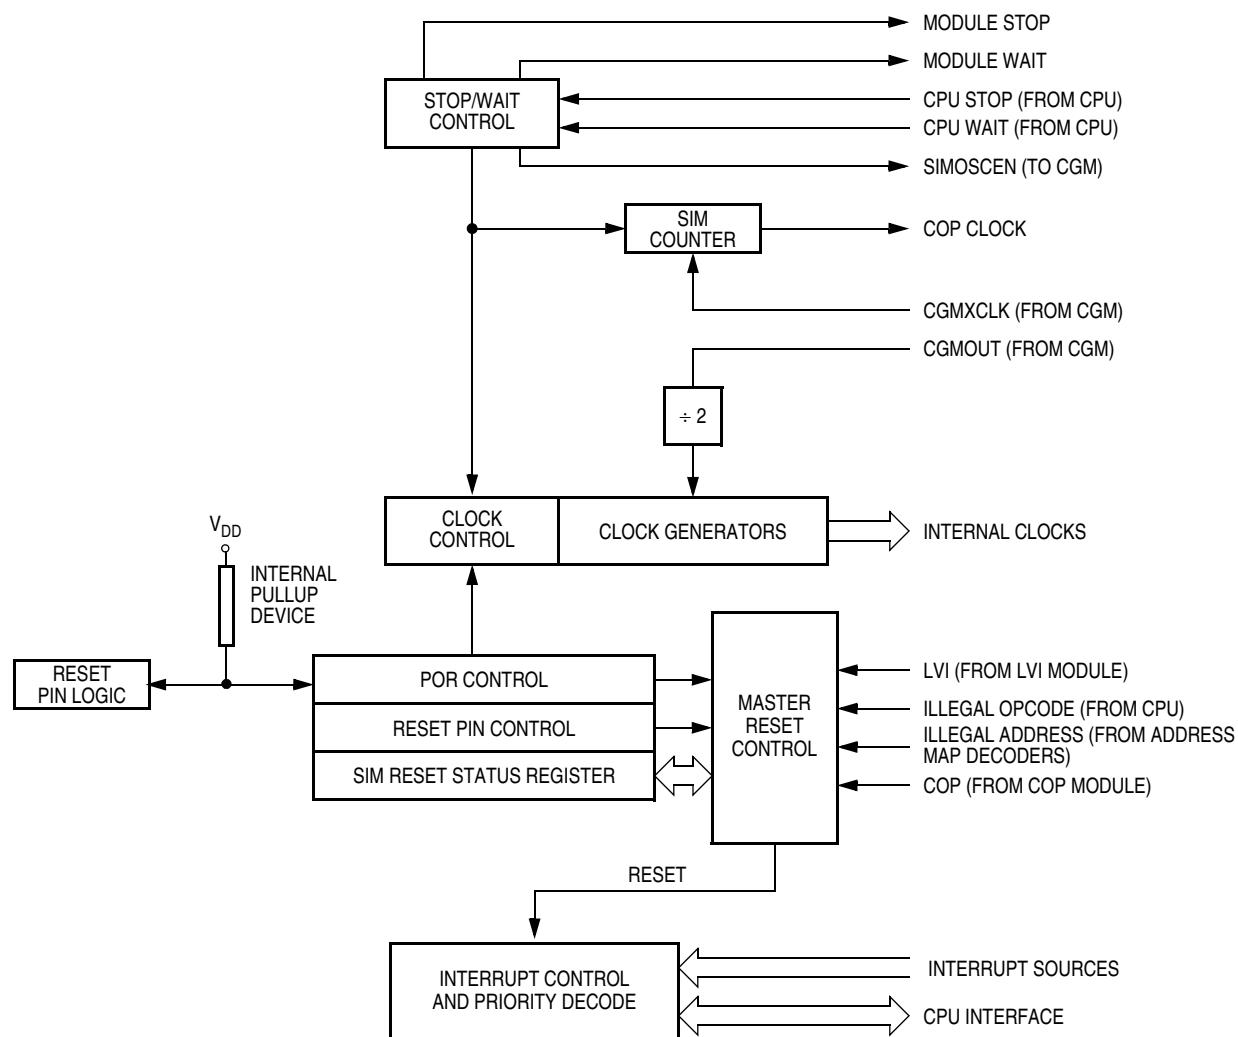 MODULE STOP
MODULE WAIT
STOP/WAIT
CONTROL
CPU STOP (FROM CPU)
CPU WAIT (FROM CPU)
SIMOSCEN (TO CGM)
SIM
COUNTER
COP CLOCK
CGMXCLK (FROM CGM)
CGMOUT (FROM CGM)
÷ 2
CLOCK
CONTROL
CLOCK GENERATORS
INTERNAL CLOCKS
VDD
INTERNAL
PULLUP
DEVICE
RESET
PIN LOGIC
POR CONTROL
RESET PIN CONTROL
SIM RESET STATUS REGISTER
MASTER
RESET
CONTROL
LVI (FROM LVI MODULE)
ILLEGAL OPCODE (FROM CPU)
ILLEGAL ADDRESS (FROM ADDRESS
MAP DECODERS)
COP (FROM COP MODULE)
RESET
INTERRUPT CONTROL
AND PRIORITY DECODE
INTERRUPT SOURCES
CPU INTERFACE